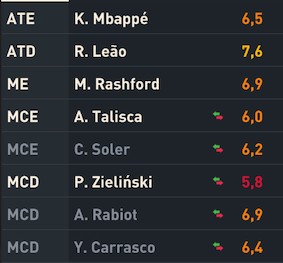 ATE K. Mbappé 6,5
ATD R. Leão 7,6
ME M. Rashford 6,9
MCE A. Talisca 6,0
MCE C. Soler 6,2
MCD P. Zieliński 5,8
MCD A. Rabiot 6,9
MCD Y. Carrasco 6,4